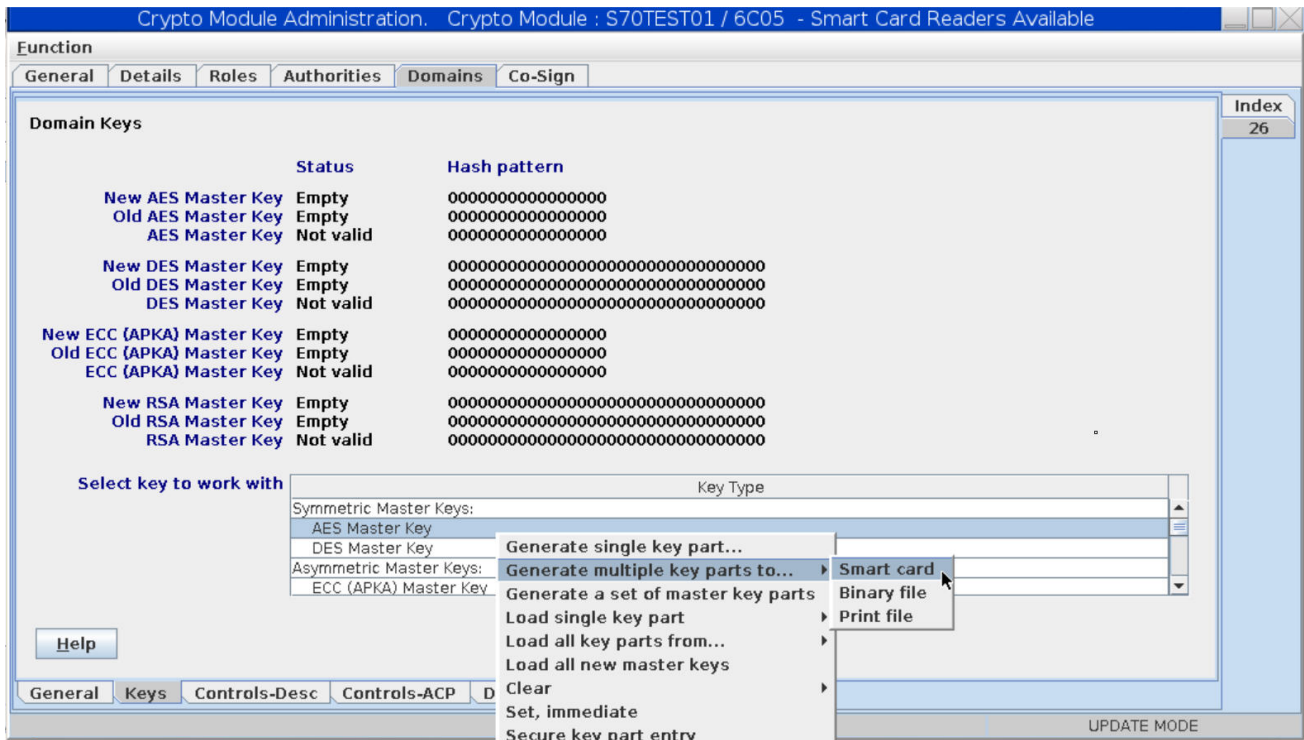 Crypto Module Administration. Crypto Module : S70TEST01 / 6C05 - Smart Card Readers Available
Function
General Details Roles Authorities Domains Co-Sign
Index
26
Domain Keys
Status Hash pattern
New AES Master Key Empty 0000000000000000
Old AES Master Key Empty 0000000000000000
AES Master Key Not valid 0000000000000000
New DES Master Key Empty 00000000000000000000000000000000
Old DES Master Key Empty 00000000000000000000000000000000
DES Master Key Not valid 00000000000000000000000000000000
New ECC (APKA) Master Key Empty 0000000000000000
Old ECC (APKA) Master Key Empty 0000000000000000
ECC (APKA) Master Key Not valid 0000000000000000
New RSA Master Key Empty 00000000000000000000000000000000
Old RSA Master Key Empty 00000000000000000000000000000000
RSA Master Key Not valid 00000000000000000000000000000000
Select key to work with
Key Type
Symmetric Master Keys:
AES Master Key
DES Master Key
Asymmetric Master Keys:
ECC (APKA) Master Key
Generate single key part...
Generate multiple key parts to...
Generate a set of master key parts
Load single key part
Load all key parts from...
Load all new master keys
Clear
Set, immediate
Secure key part entry
Smart card
Binary file
Print file
Help
General Keys Controls-Desc Controls-ACP D
UPDATE MODE